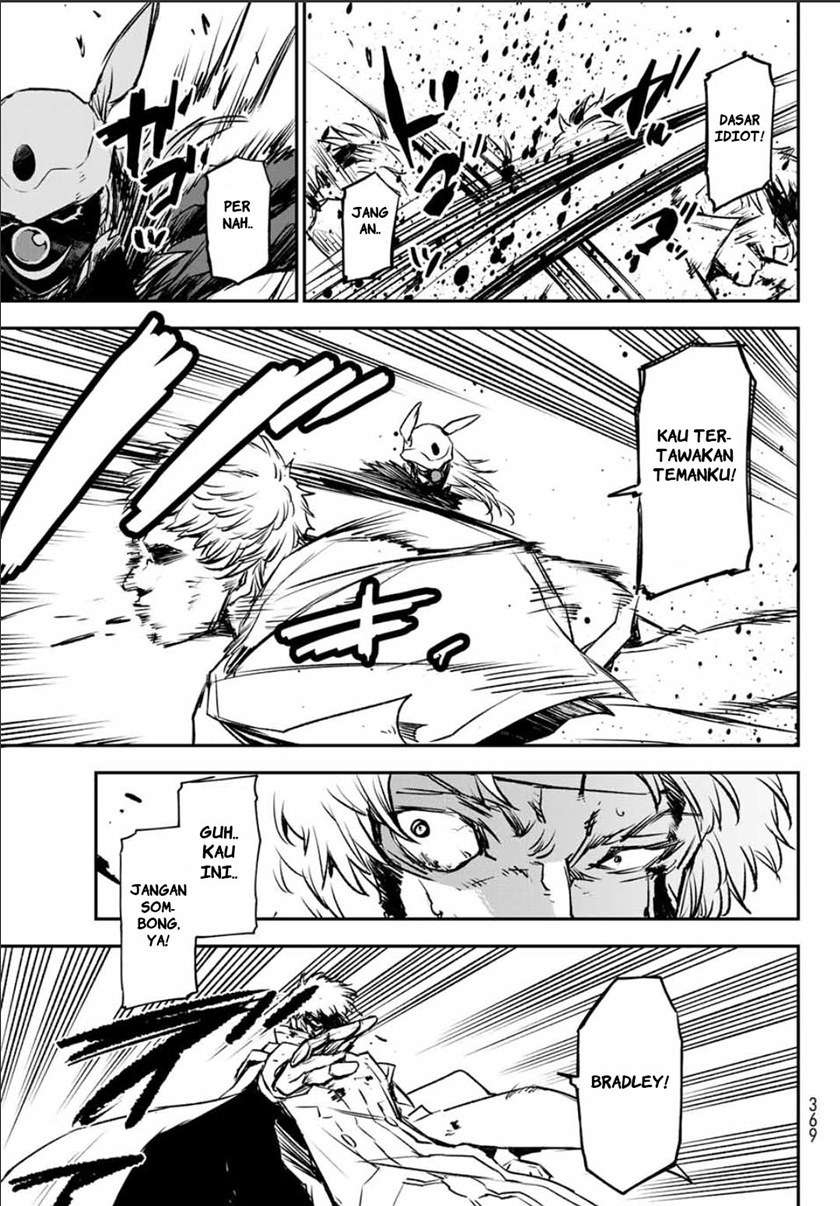 DASAR
IDIOT!
JANG
AN..
PER
NAH..
KAU TER-
TAWAKAN
TEMANKU!
GUH..
KAU
INI..
JANGAN
SOM-
BONG,
YA!
BRADLEY!
369